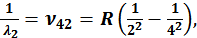 1/λ₂ = ν₄₂ = R (1/2² − 1/4²)